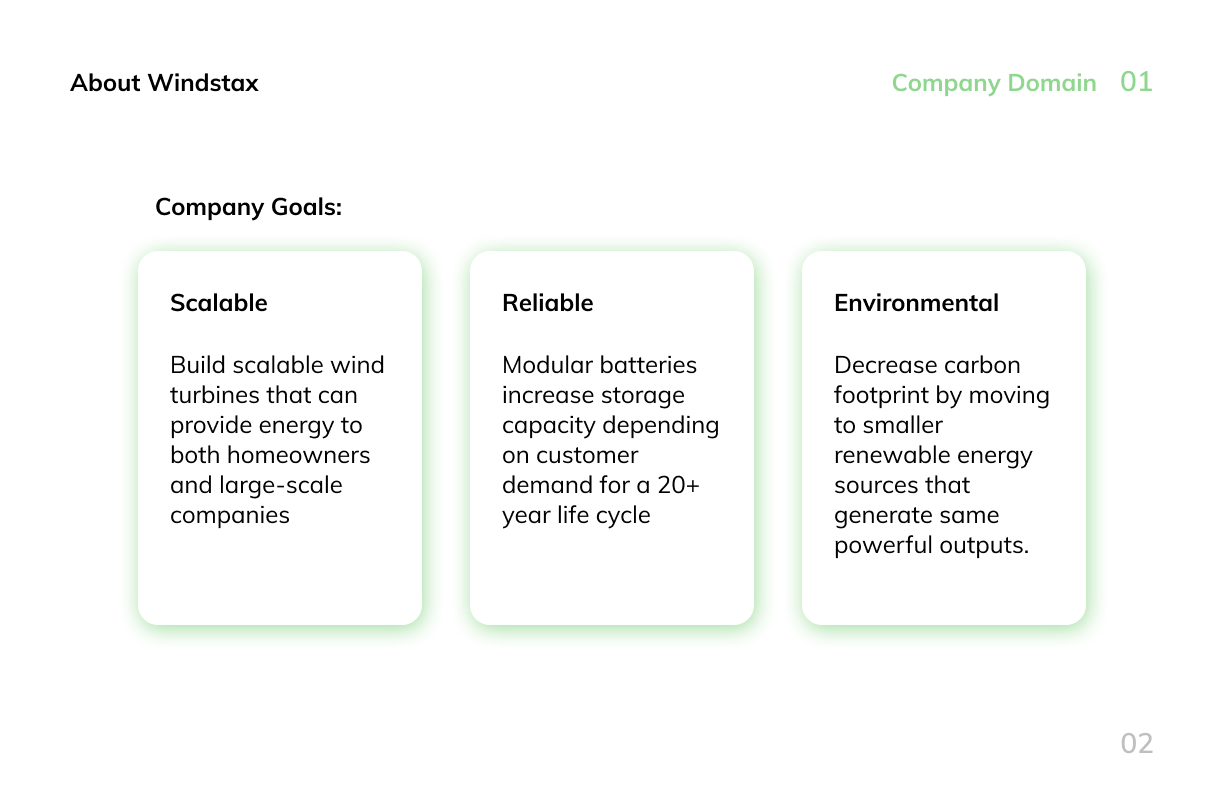 About Windstax
Company Domain 01
Company Goals:
Scalable
Build scalable wind
turbines that can
provide energy to
both homeowners
and large-scale
companies
Reliable
Modular batteries
increase storage
capacity depending
on customer
demand for a 20+
year life cycle
Environmental
Decrease carbon
footprint by moving
to smaller
renewable energy
sources that
generate same
powerful outputs.
02